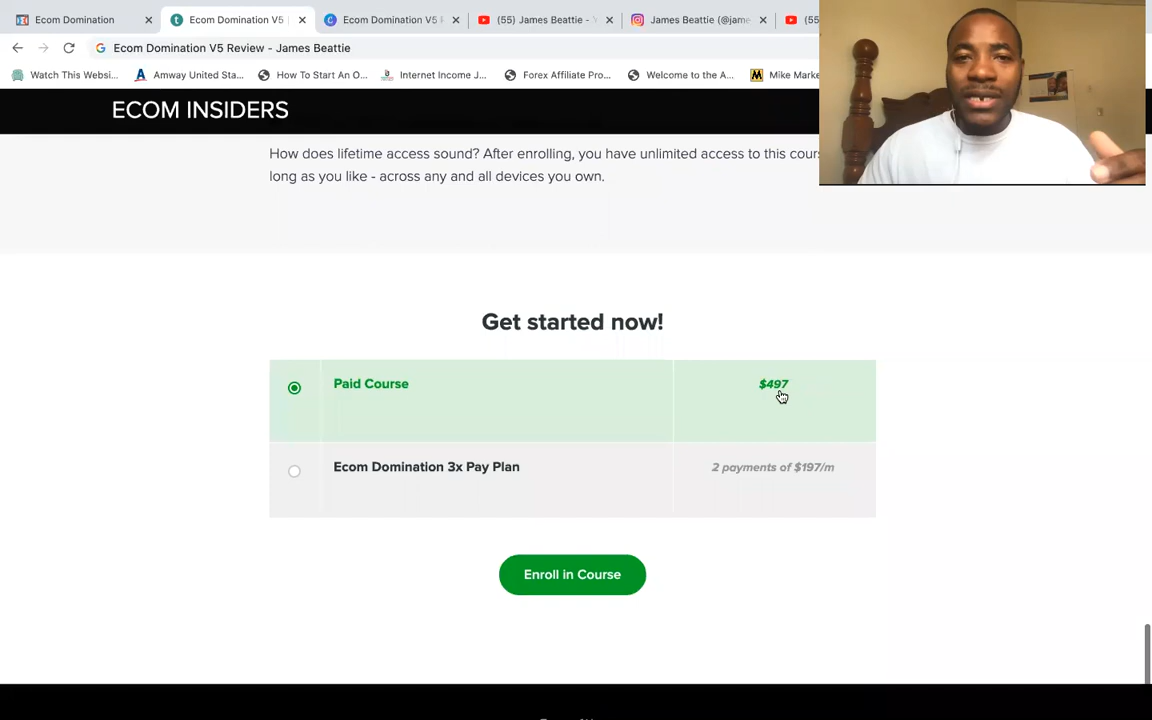 Ecom Domination
Ecom Domination V5
Ecom Domination V5 F
(55) James Beattie -
James Beattie (@jame
(55
Ecom Domination V5 Review - James Beattie
Watch This Websi...
Amway United Sta...
How To Start An O...
Internet Income J...
Forex Affiliate Pro...
Welcome to the A...
Mike Marke
ECOM INSIDERS
How does lifetime access sound? After enrolling, you have unlimited access to this cours
long as you like - across any and all devices you own.
Get started now!
Paid Course
$497
Ecom Domination 3x Pay Plan
2 payments of $197/m
Enroll in Course